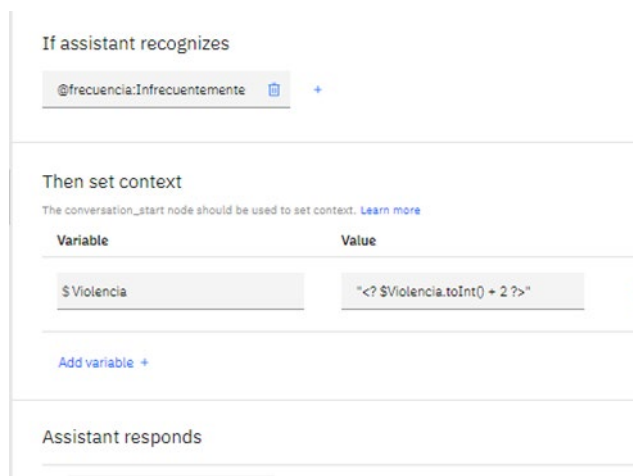 If assistant recognizes
@frecuencia:Infrecuentemente +
Then set context
The conversation_start node should be used to set context. Learn more
Variable Value
$ Violencia "<? $Violencia.toInt() + 2 ?>"
Add variable +
Assistant responds